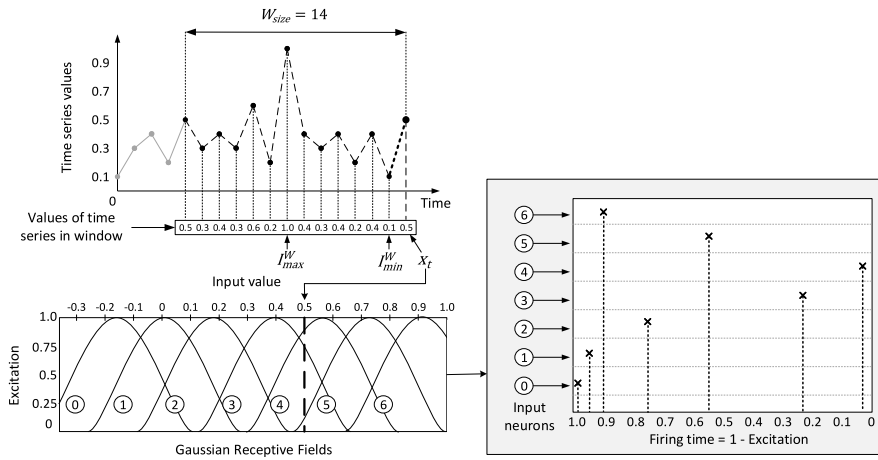 W_size = 14
Time series values
0.9
0.7
0.5
0.3
0.1
0
Time
Values of time
series in window
0.5 0.3 0.4 0.3 0.6 0.2 1.0 0.4 0.3 0.4 0.2 0.4 0.1 0.5
I^W_max
I^W_min
X_t
Input value
-0.3 -0.1 0 0.1 0.2 0.3 0.4 0.5 0.6 0.7 0.8 0.9 1.0
Excitation
1.0
0.75
0.5
0.25
0
0 1 2 3 4 5 6
Gaussian Receptive Fields
6
5
4
3
2
1
0
Input
neurons
1.0 0.9 0.8 0.7 0.6 0.5 0.4 0.3 0.2 0.1 0
Firing time = 1 - Excitation